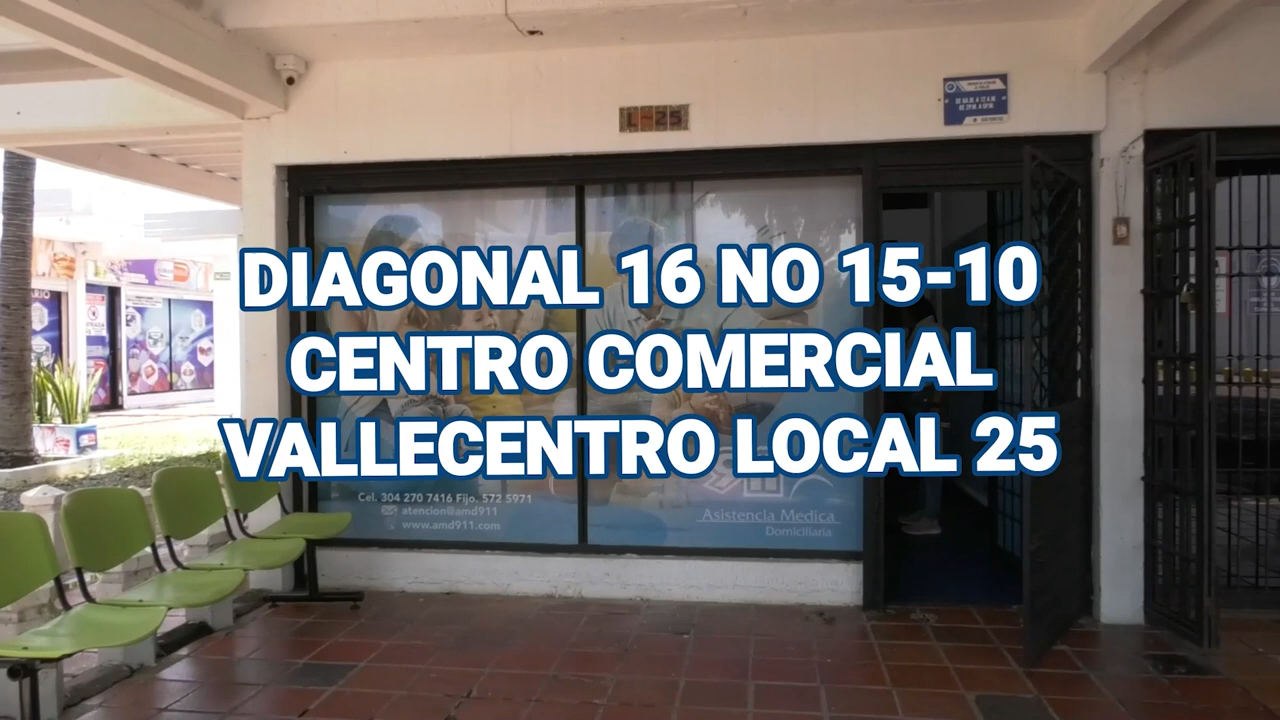 L-25
DIAGONAL 16 NO 15-10
CENTRO COMERCIAL
VALLECENTRO LOCAL 25
Cel. 304 270 7416 Fijo. 572 5971
atencion@amd911
www.amd911.com
Asistencia Medica
Domiciliaria